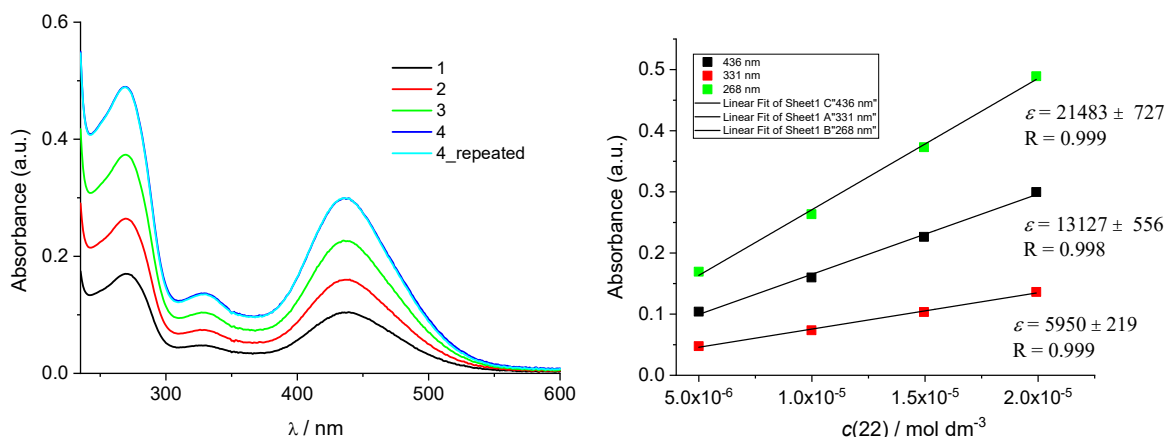 0.6
0.4
0.2
0.0
Absorbance (a.u.)
300
400
500
600
λ / nm
1
2
3
4
4_repeated
0.5
0.4
0.3
0.2
0.1
0.0
Absorbance (a.u.)
436 nm
331 nm
268 nm
Linear Fit of Sheet1 C"436 nm"
Linear Fit of Sheet1 A"331 nm"
Linear Fit of Sheet1 B"268 nm"
ε = 21483 ± 727
R = 0.999
ε = 13127 ± 556
R = 0.998
ε = 5950 ± 219
R = 0.999
5.0x10⁻⁶
1.0x10⁻⁵
1.5x10⁻⁵
2.0x10⁻⁵
c(22) / mol dm⁻³